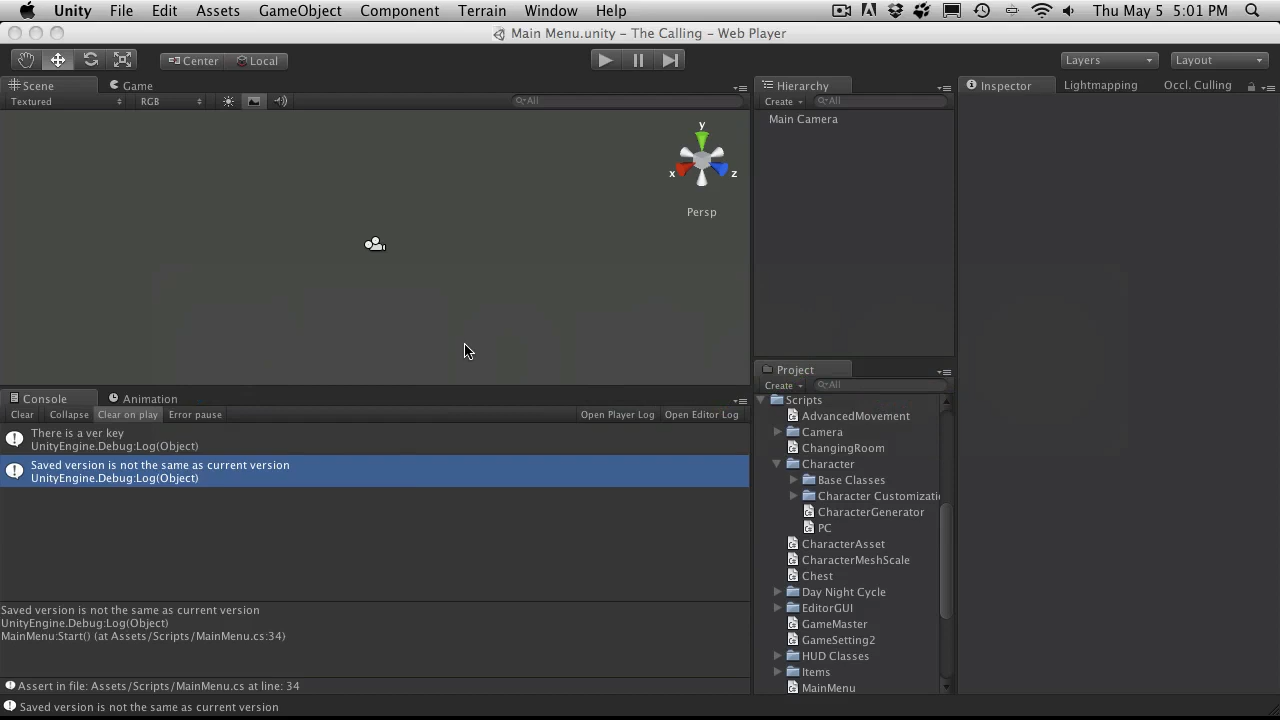 Unity File Edit Assets GameObject Component Terrain Window Help Thu May 5 5:01 PM
Main Menu.unity – The Calling – Web Player
Center Local Layers Layout
Scene Game
Textured RGB All
y
x z
Persp
Hierarchy
Create All
Main Camera
Inspector Lightmapping Occl. Culling
Console Animation
Clear Collapse Clear on play Error pause Open Player Log Open Editor Log
There is a ver key
UnityEngine.Debug:Log(Object)
Saved version is not the same as current version
UnityEngine.Debug:Log(Object)
Saved version is not the same as current version
UnityEngine.Debug:Log(Object)
MainMenu:Start() (at Assets/Scripts/MainMenu.cs:34)
Assert in file: Assets/Scripts/MainMenu.cs at line: 34
Saved version is not the same as current version
Project
Create All
Scripts
AdvancedMovement
Camera
ChangingRoom
Character
Base Classes
Character Customizati
CharacterGenerator
PC
CharacterAsset
CharacterMeshScale
Chest
Day Night Cycle
EditorGUI
GameMaster
GameSetting2
HUD Classes
Items
MainMenu